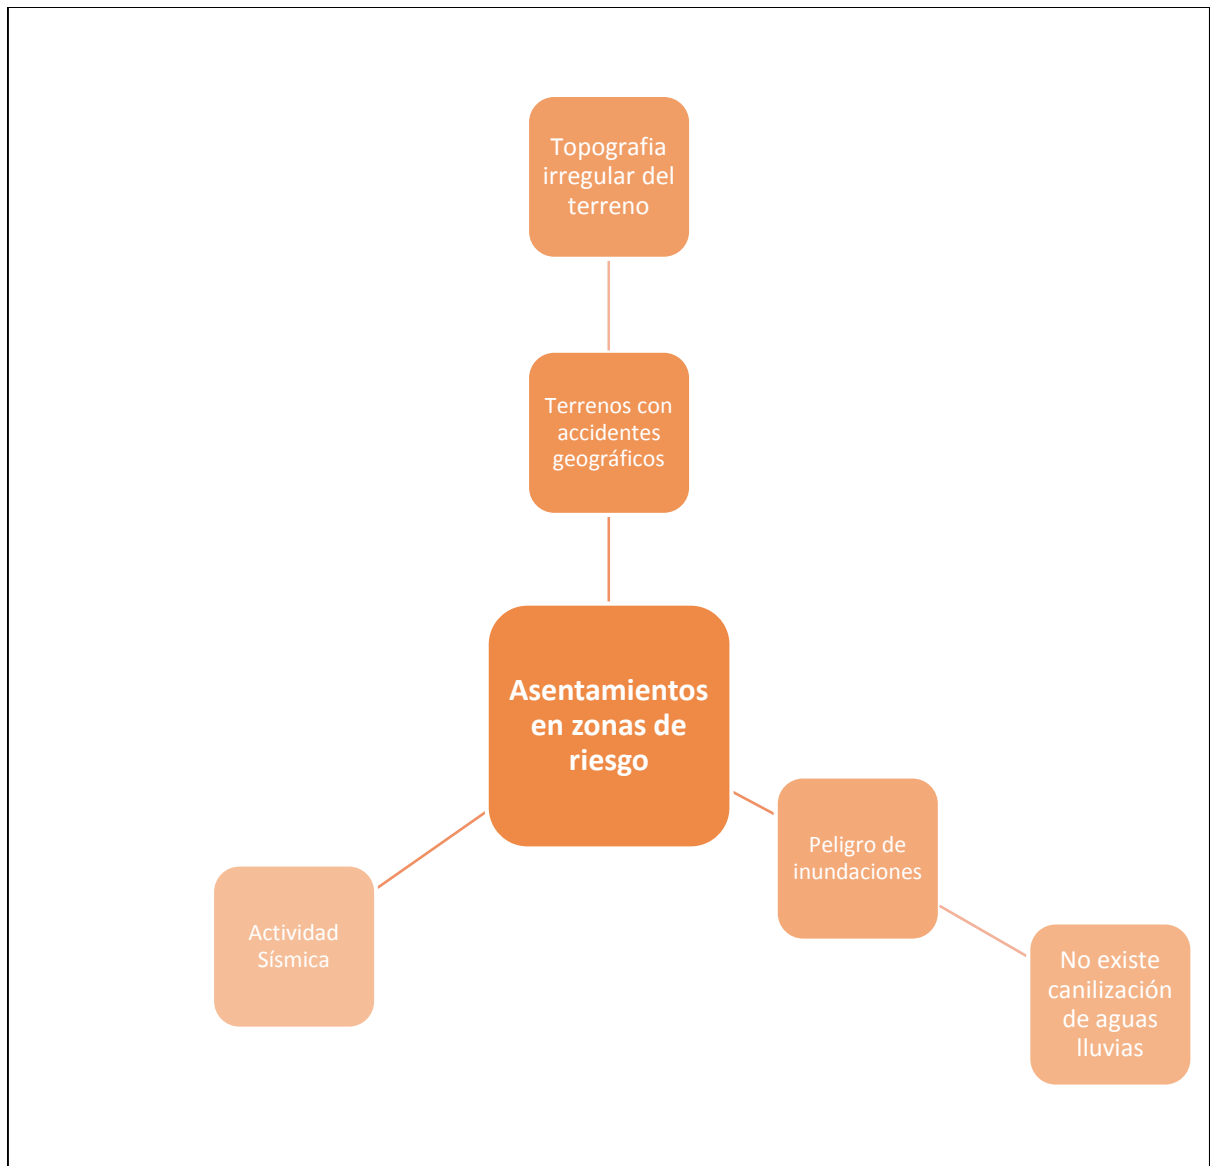 Topografia
irregular del
terreno
Terrenos con
accidentes
geográficos
Asentamientos
en zonas de
riesgo
Peligro de
inundaciones
Actividad
Sísmica
No existe
canilización
de aguas
lluvias